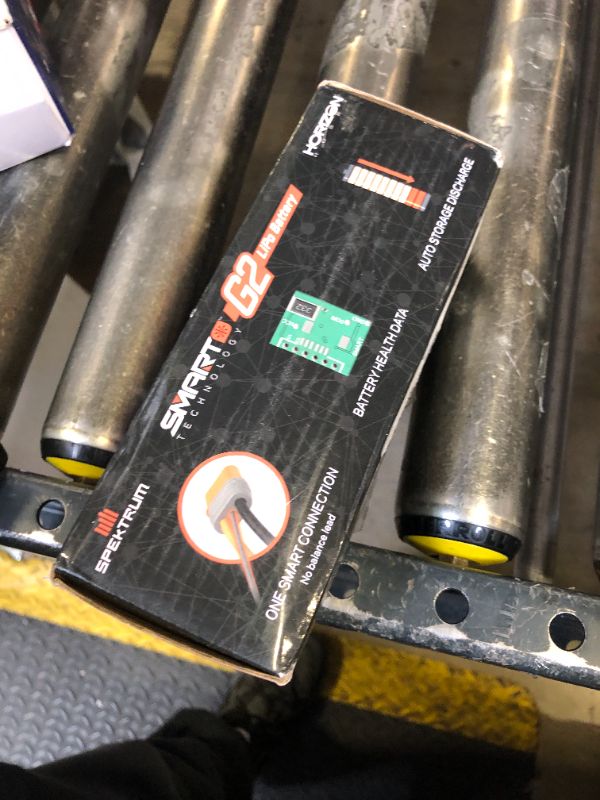 SPEKTRUM
SMART
TECHNOLOGY
G2 LiPo Battery
HORIZON
ONE SMART CONNECTION
No balance lead
BATTERY HEALTH DATA
AUTO STORAGE DISCHARGE